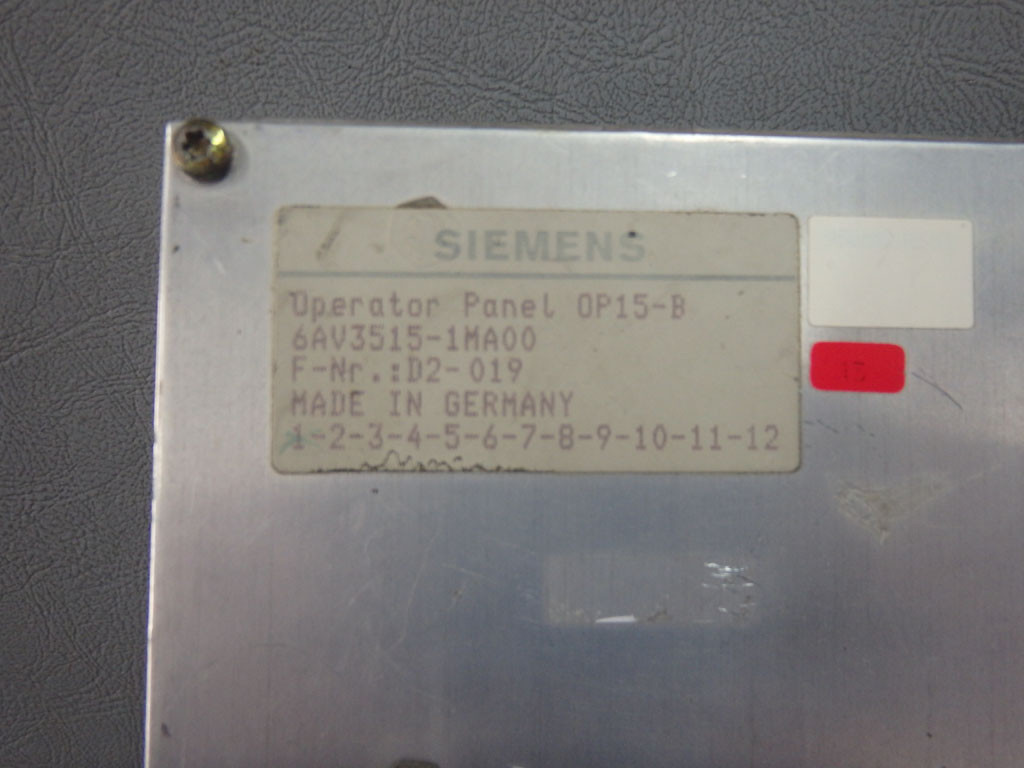 SIEMENS
Operator Panel OP15-B
6AV3515-1MA00
F-Nr.:D2-019
MADE IN GERMANY
1-2-3-4-5-6-7-8-9-10-11-12